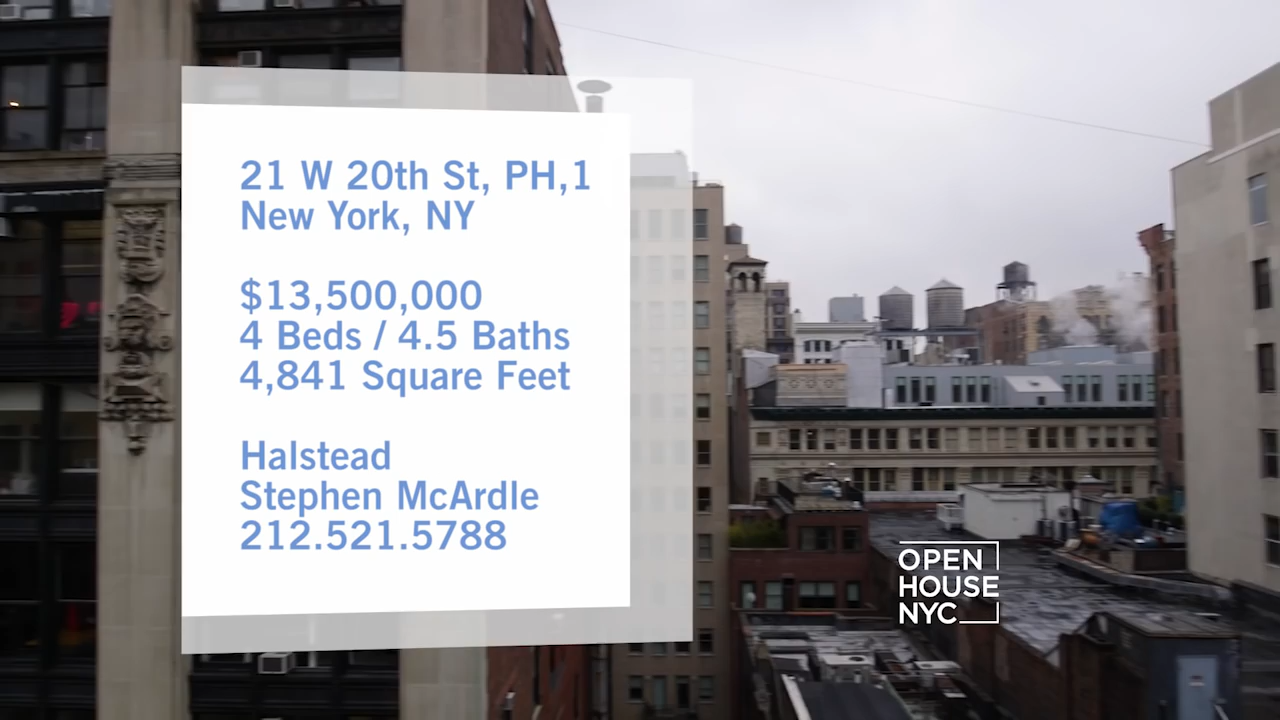 21 W 20th St, PH,1
New York, NY
$13,500,000
4 Beds / 4.5 Baths
4,841 Square Feet
Halstead
Stephen McArdle
212.521.5788
OPEN
HOUSE
NYC